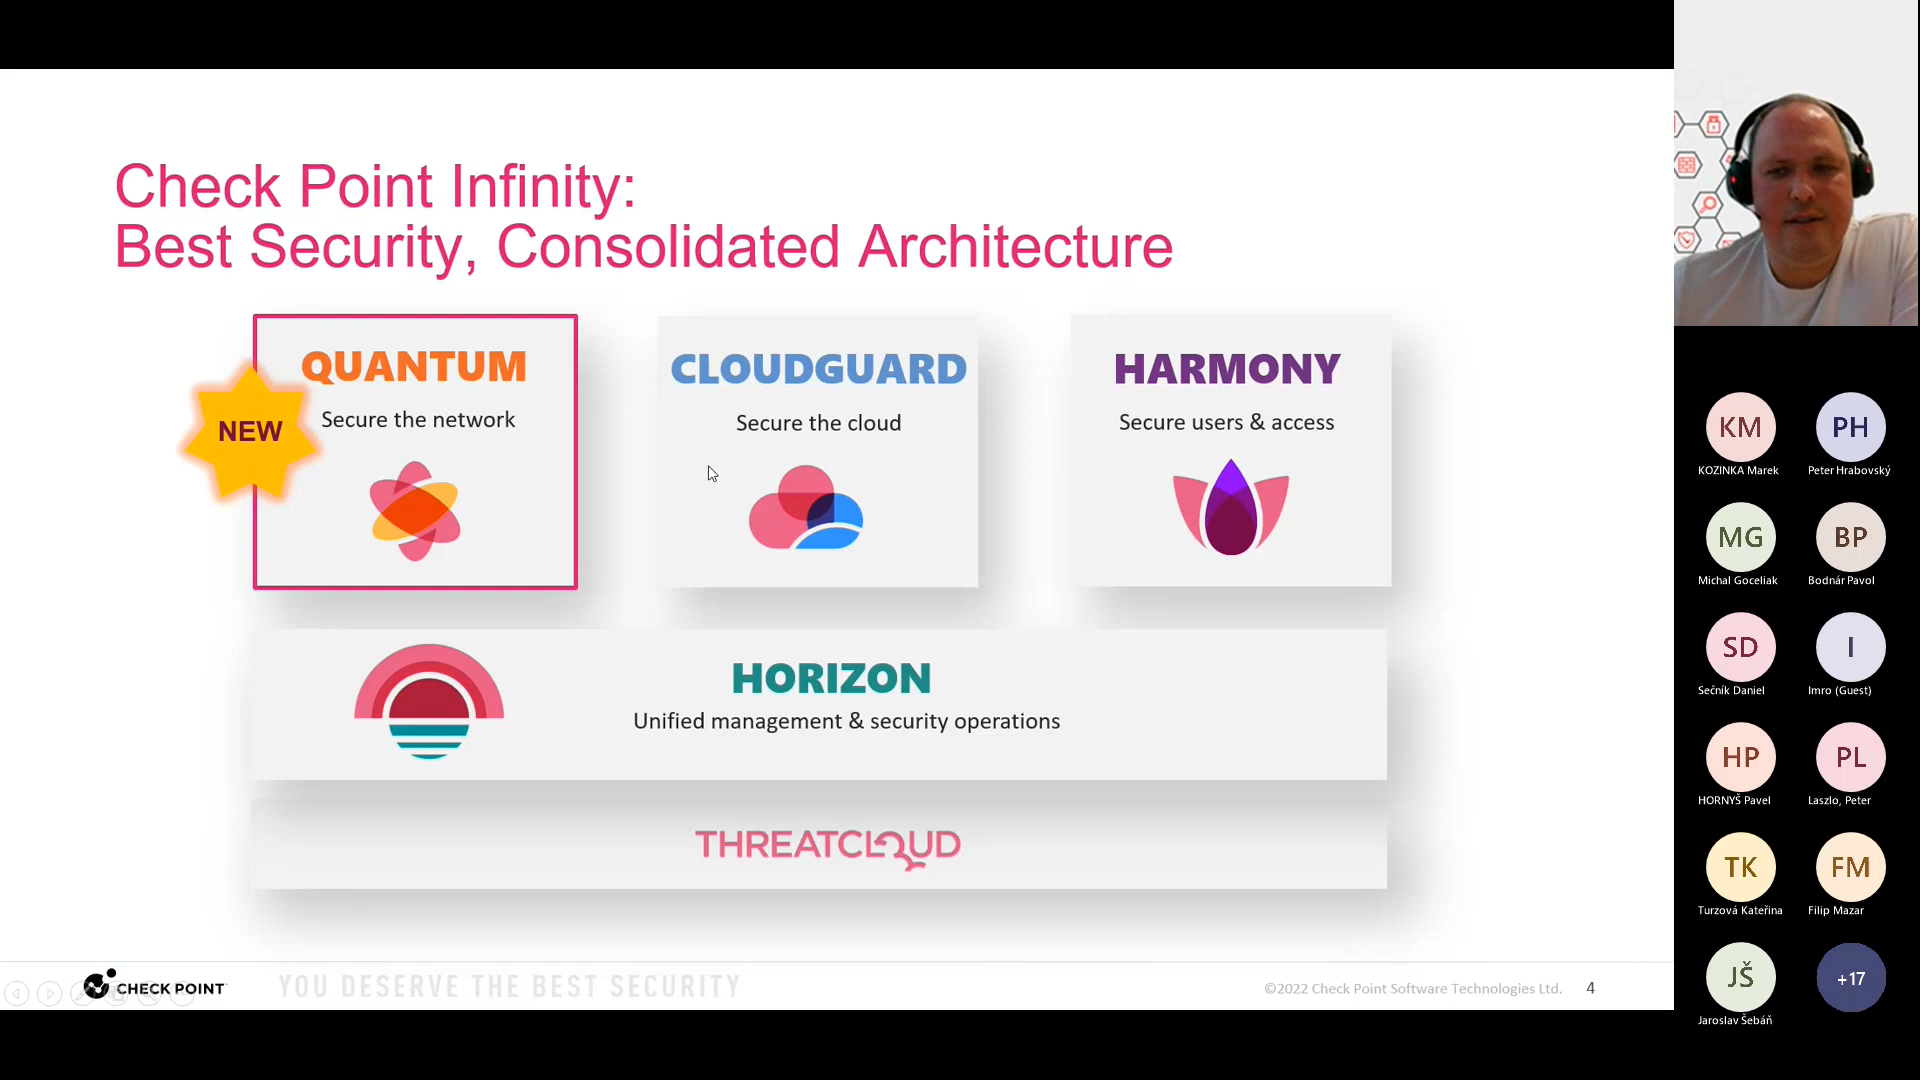 Check Point Infinity:
Best Security, Consolidated Architecture
QUANTUM
Secure the network
NEW
CLOUDGUARD
Secure the cloud
HARMONY
Secure users & access
HORIZON
Unified management & security operations
THREATCLOUD
CHECK POINT
YOU DESERVE THE BEST SECURITY
©2022 Check Point Software Technologies Ltd.
4
KM
KOZINKA Marek
PH
Peter Hrabovský
MG
Michal Goceliak
BP
Bodnár Pavol
SD
Sečník Daniel
I
Imro (Guest)
HP
HORNYŠ Pavel
PL
Laszlo, Peter
TK
Turzová Kateřina
FM
Filip Mazar
JŠ
Jaroslav Šebáň
+17